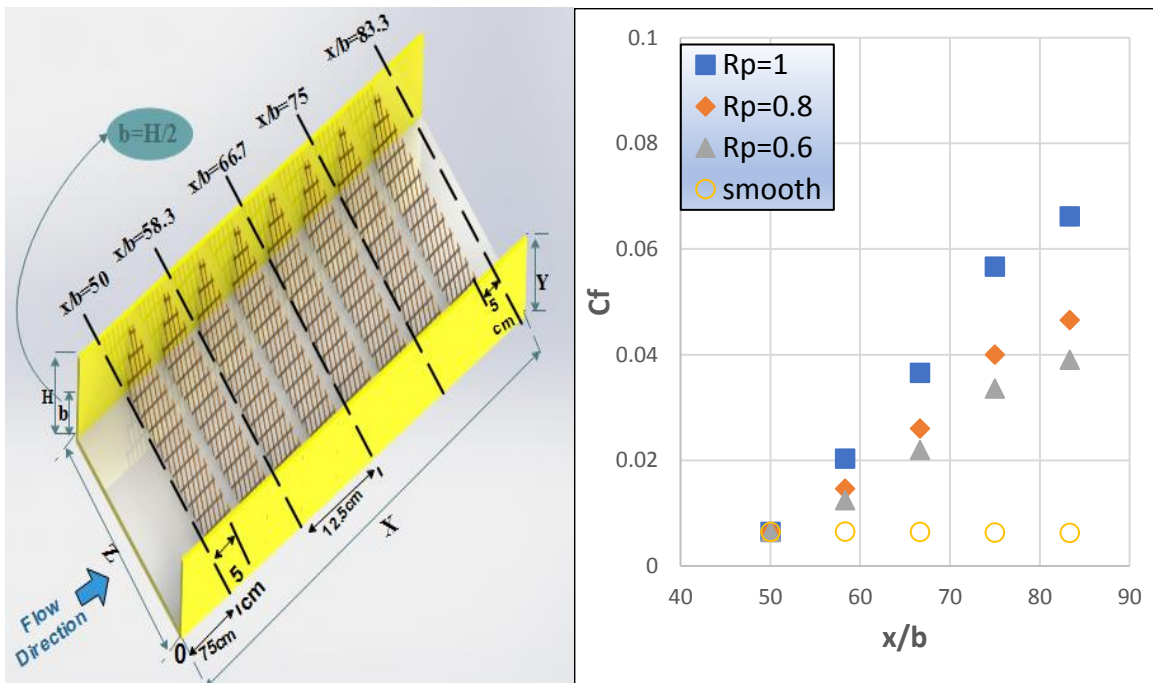 x/b=83.3
x/b=75
x/b=66.7
x/b=58.3
x/b=50
b=H/2
H
b
Y
5
cm
12.5cm
X
Z
5
cm
75cm
0
Flow
Direction
0.1
0.08
0.06
0.04
0.02
0
Cf
Rp=1
Rp=0.8
Rp=0.6
smooth
40
50
60
70
80
90
x/b